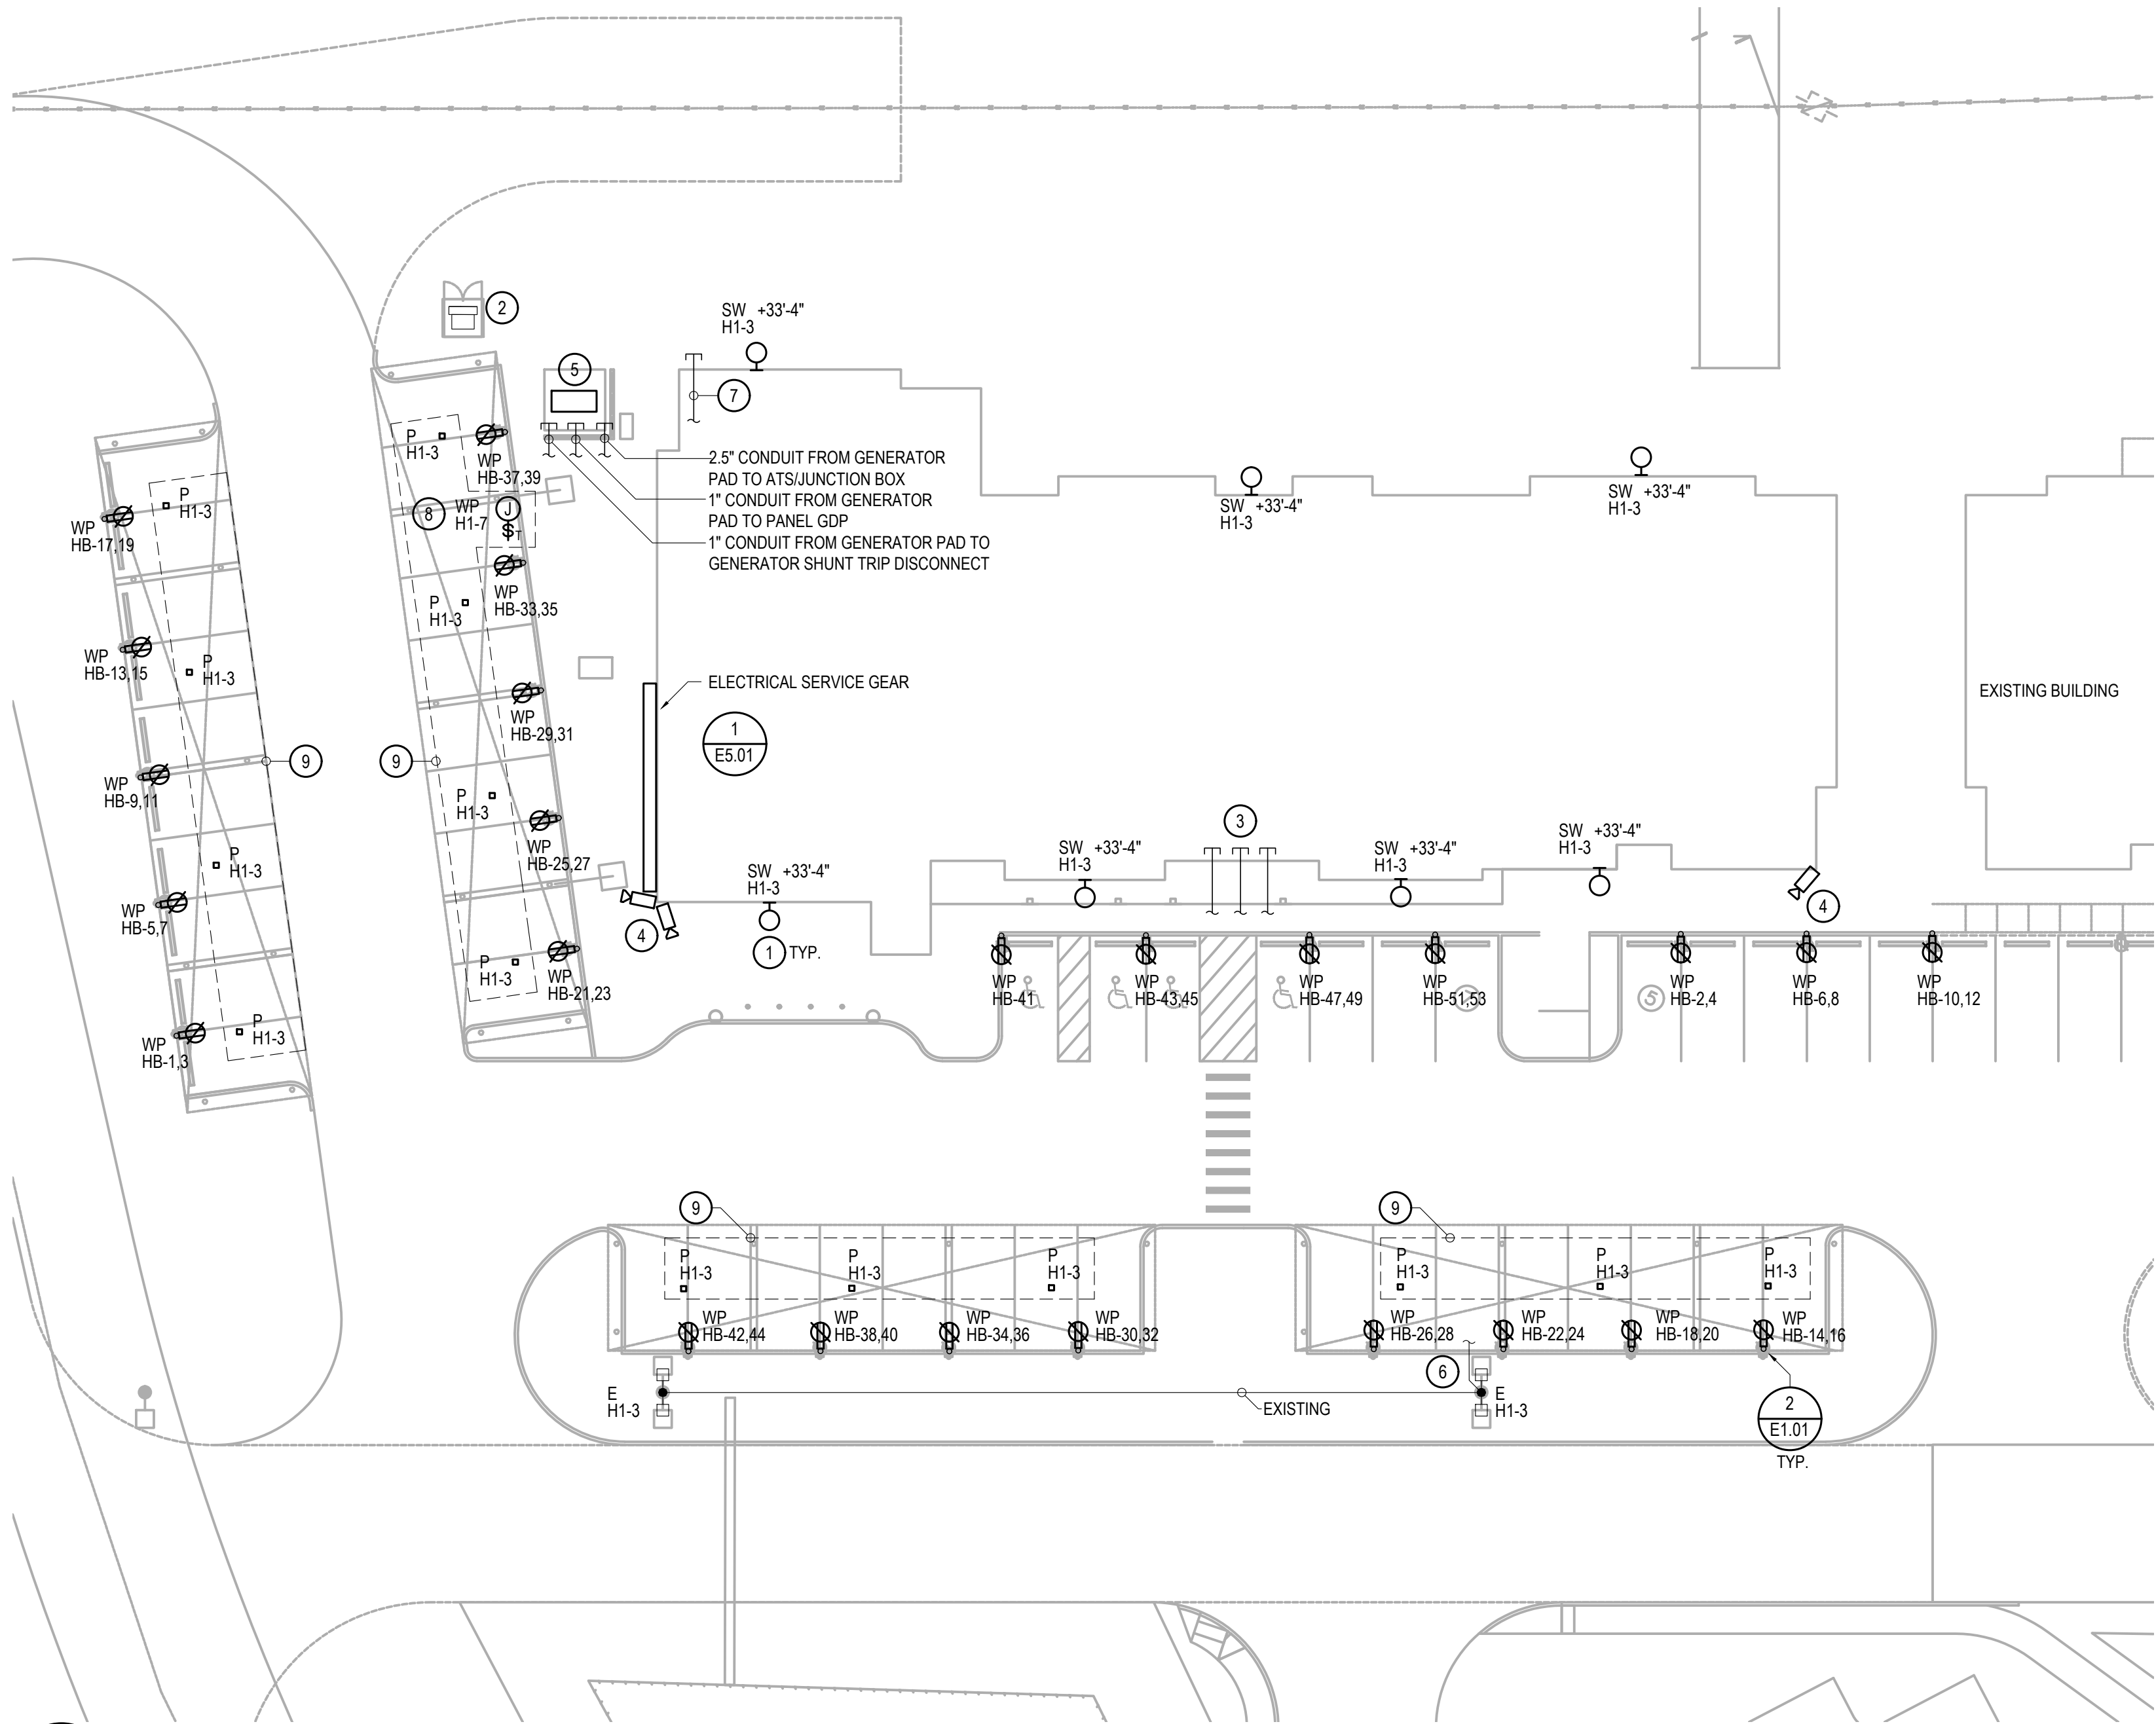 2
SW +33'-4"
H1-3
5
7
P
H1-3
WP
HB-37,39
2.5" CONDUIT FROM GENERATOR
PAD TO ATS/JUNCTION BOX
1" CONDUIT FROM GENERATOR
PAD TO PANEL GDP
1" CONDUIT FROM GENERATOR PAD TO
GENERATOR SHUNT TRIP DISCONNECT
SW +33'-4"
H1-3
SW +33'-4"
H1-3
P
H1-3
WP
HB-17,19
8
WP
H1-7
J
$T
WP
HB-33,35
P
H1-3
WP
HB-13,15
P
H1-3
ELECTRICAL SERVICE GEAR
EXISTING BUILDING
WP
HB-29,31
1
E5.01
9
9
WP
HB-9,11
P
H1-3
3
WP
HB-25,27
SW +33'-4"
H1-3
SW +33'-4"
H1-3
SW +33'-4"
H1-3
SW +33'-4"
H1-3
P
H1-3
WP
HB-5,7
4
4
1 TYP.
P
H1-3
WP
HB-21,23
WP
HB-41
WP
HB-43,45
WP
HB-47,49
WP
HB-51,53
5
WP
HB-2,4
WP
HB-6,8
WP
HB-10,12
P
H1-3
WP
HB-1,3
9
9
P
H1-3
P
H1-3
P
H1-3
P
H1-3
P
H1-3
P
H1-3
WP
HB-42,44
WP
HB-38,40
WP
HB-34,36
WP
HB-30,32
WP
HB-26,28
WP
HB-22,24
WP
HB-18,20
WP
HB-14,16
6
E
H1-3
EXISTING
E
H1-3
2
E1.01
TYP.